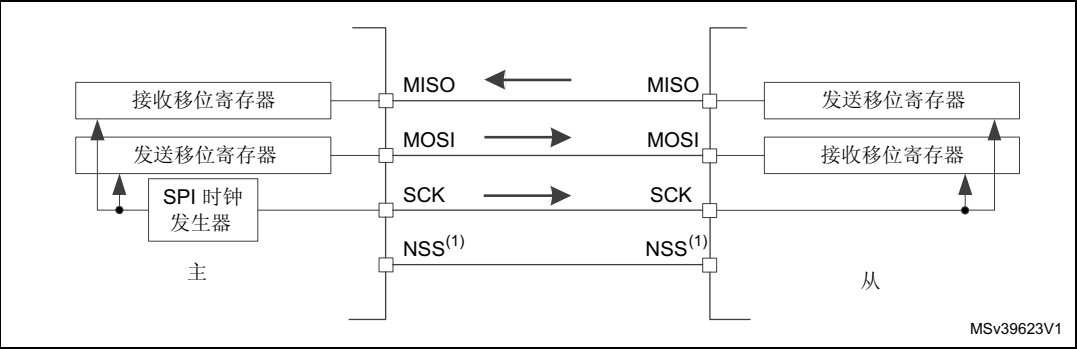 MISO MISO
接收移位寄存器 发送移位寄存器
MOSI MOSI
发送移位寄存器 接收移位寄存器
SPI 时钟
发生器
SCK SCK
NSS(1) NSS(1)
主 从
MSv39623V1